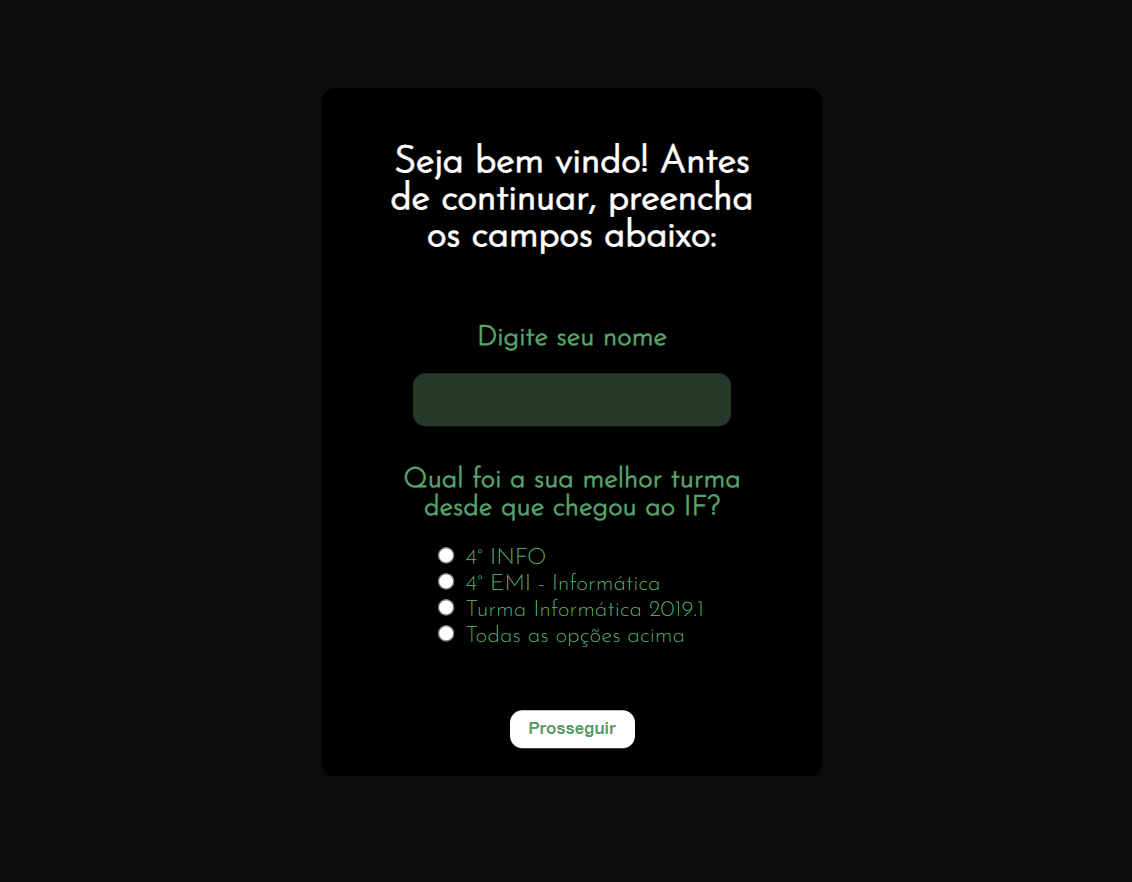 Seja bem vindo! Antes
de continuar, preencha
os campos abaixo:
Digite seu nome
Qual foi a sua melhor turma
desde que chegou ao IF?
4° INFO
4° EMI - Informática
Turma Informática 2019.1
Todas as opções acima
Prosseguir